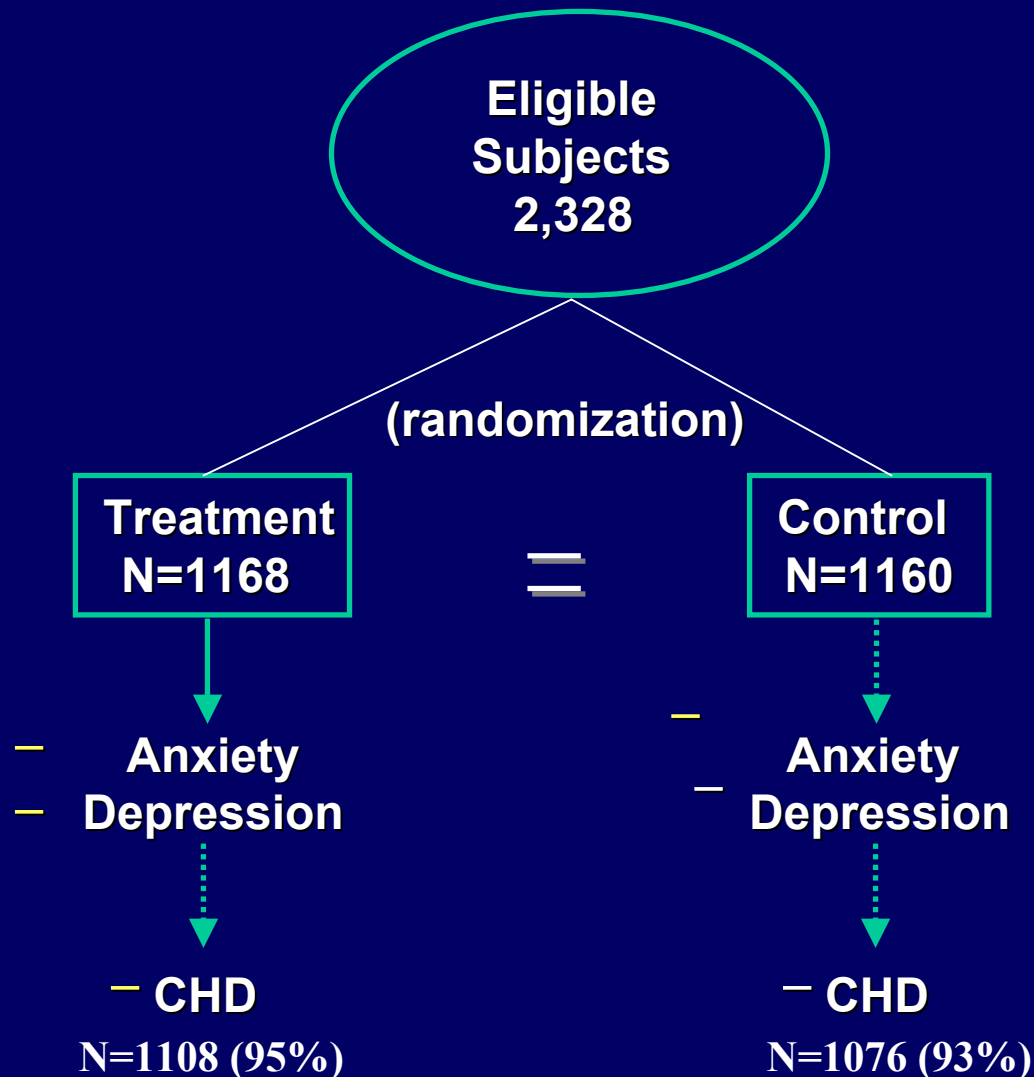 Eligible
Subjects
2,328
(randomization)
Treatment
N=1168
=
Control
N=1160
– Anxiety
– Depression
– Anxiety
– Depression
– CHD
N=1108 (95%)
– CHD
N=1076 (93%)